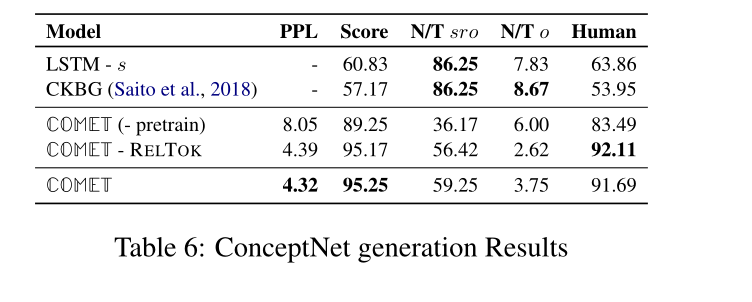 Model PPL Score N/T sro N/T o Human
LSTM - s - 60.83 86.25 7.83 63.86
CKBG (Saito et al., 2018) - 57.17 86.25 8.67 53.95
COMET (- pretrain) 8.05 89.25 36.17 6.00 83.49
COMET - RELTOK 4.39 95.17 56.42 2.62 92.11
COMET 4.32 95.25 59.25 3.75 91.69
Table 6: ConceptNet generation Results